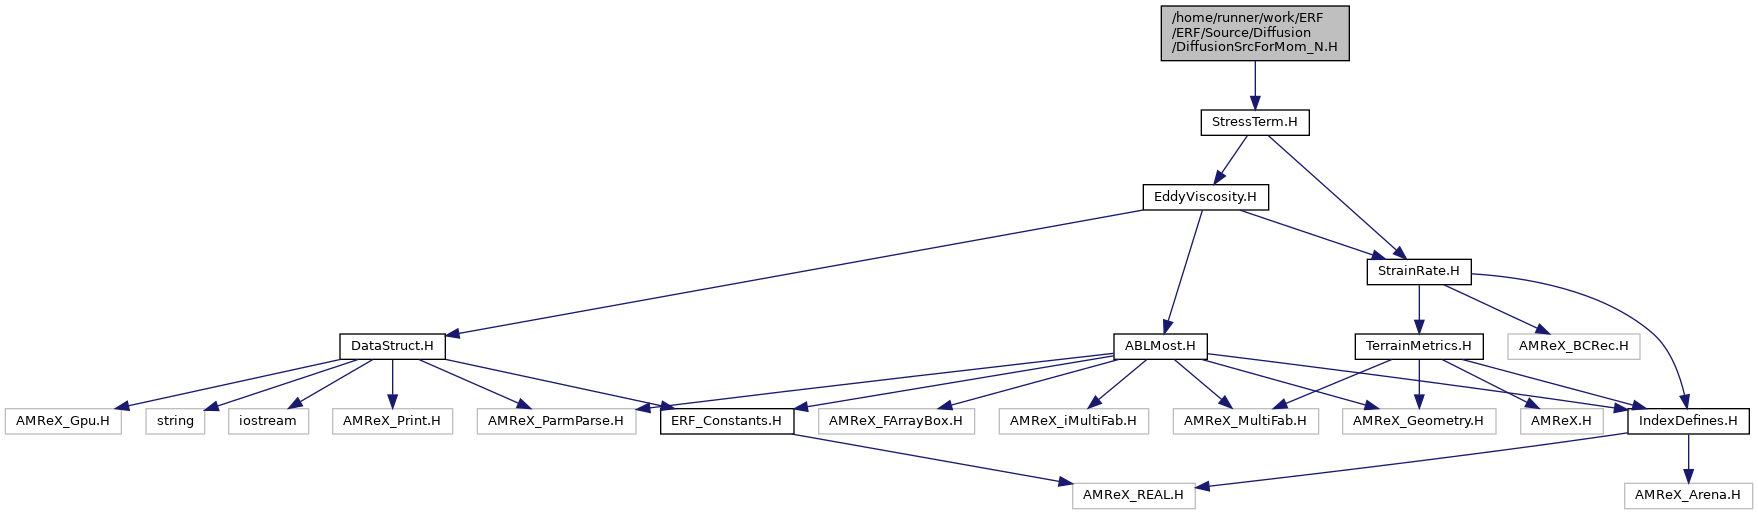 /home/runner/work/ERF
/ERF/Source/Diffusion
/DiffusionSrcForMom_N.H
StressTerm.H
EddyViscosity.H
StrainRate.H
DataStruct.H
ABLMost.H
TerrainMetrics.H
AMReX_BCRec.H
AMReX_Gpu.H
string
iostream
AMReX_Print.H
AMReX_ParmParse.H
ERF_Constants.H
AMReX_FArrayBox.H
AMReX_iMultiFab.H
AMReX_MultiFab.H
AMReX_Geometry.H
AMReX.H
IndexDefines.H
AMReX_REAL.H
AMReX_Arena.H